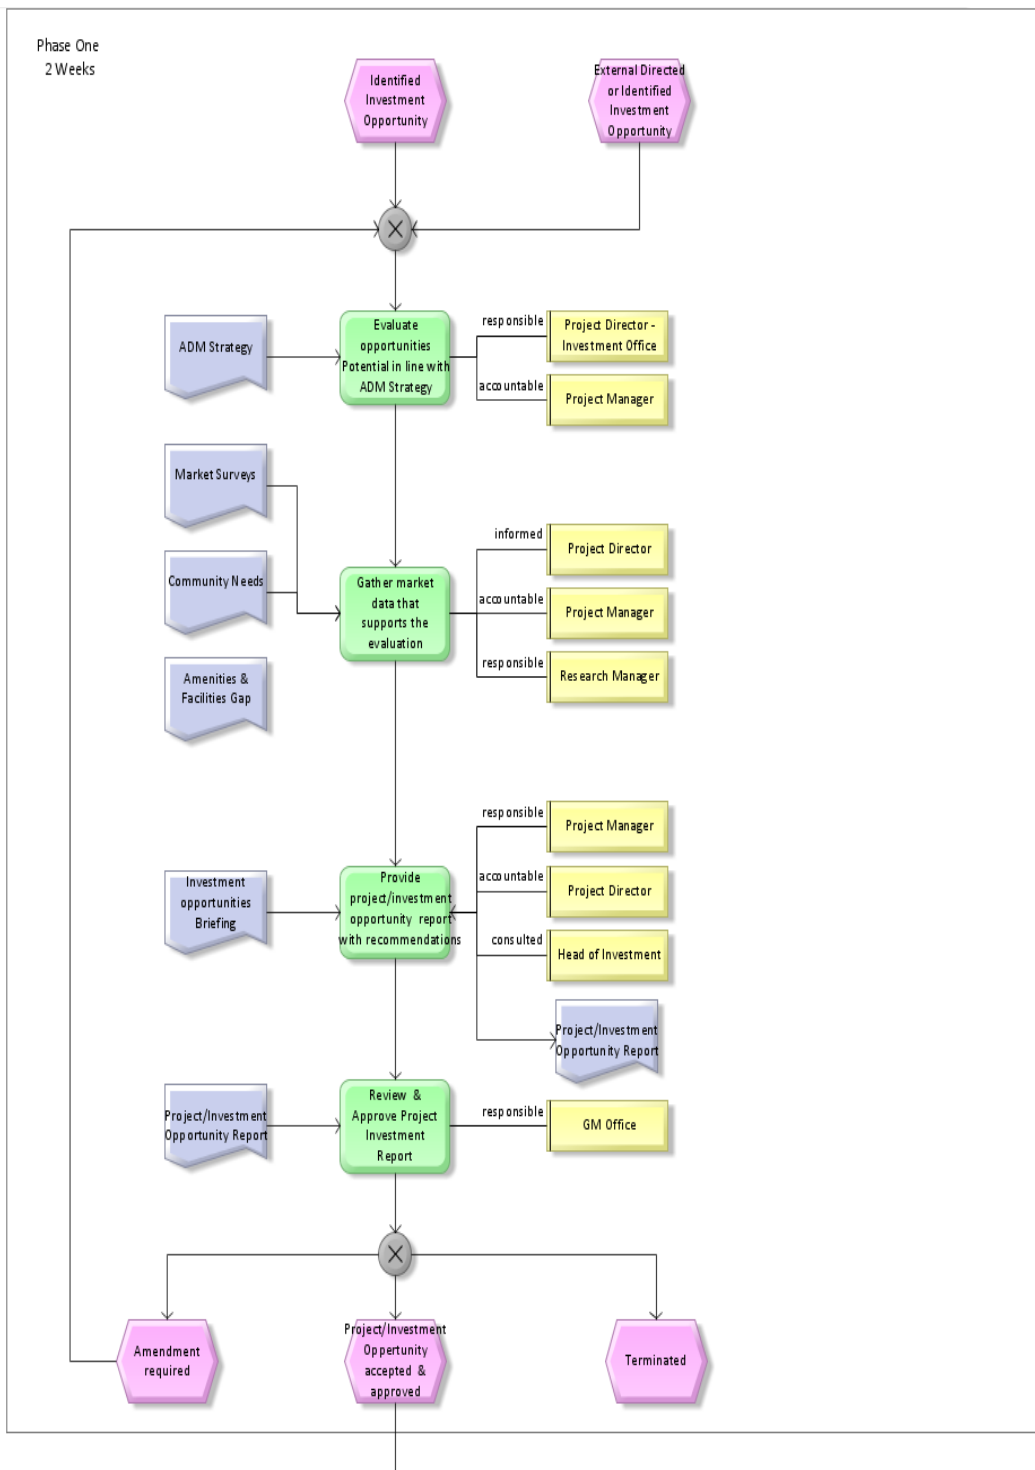 Phase One
2 Weeks
Identified
Investment
Opportunity
External Directed
or Identified
Investment
Opportunity
ADM Strategy
Evaluate
opportunities
Potential in line with
ADM Strategy
responsible
Project Director -
Investment Office
accountable
Project Manager
Market Surveys
Community Needs
Amenities &
Facilities Gap
Gather market
data that
supports the
evaluation
informed
Project Director
accountable
Project Manager
responsible
Research Manager
Investment
opportunities
Briefing
Provide
project/investment
opportunity report
with recommendations
responsible
Project Manager
accountable
Project Director
consulted
Head of Investment
Project/Investment
Opportunity Report
Project/Investment
Opportunity Report
Review &
Approve Project
Investment
Report
responsible
GM Office
Amendment
required
Project/Investment
Oppertunity
accepted &
approved
Terminated